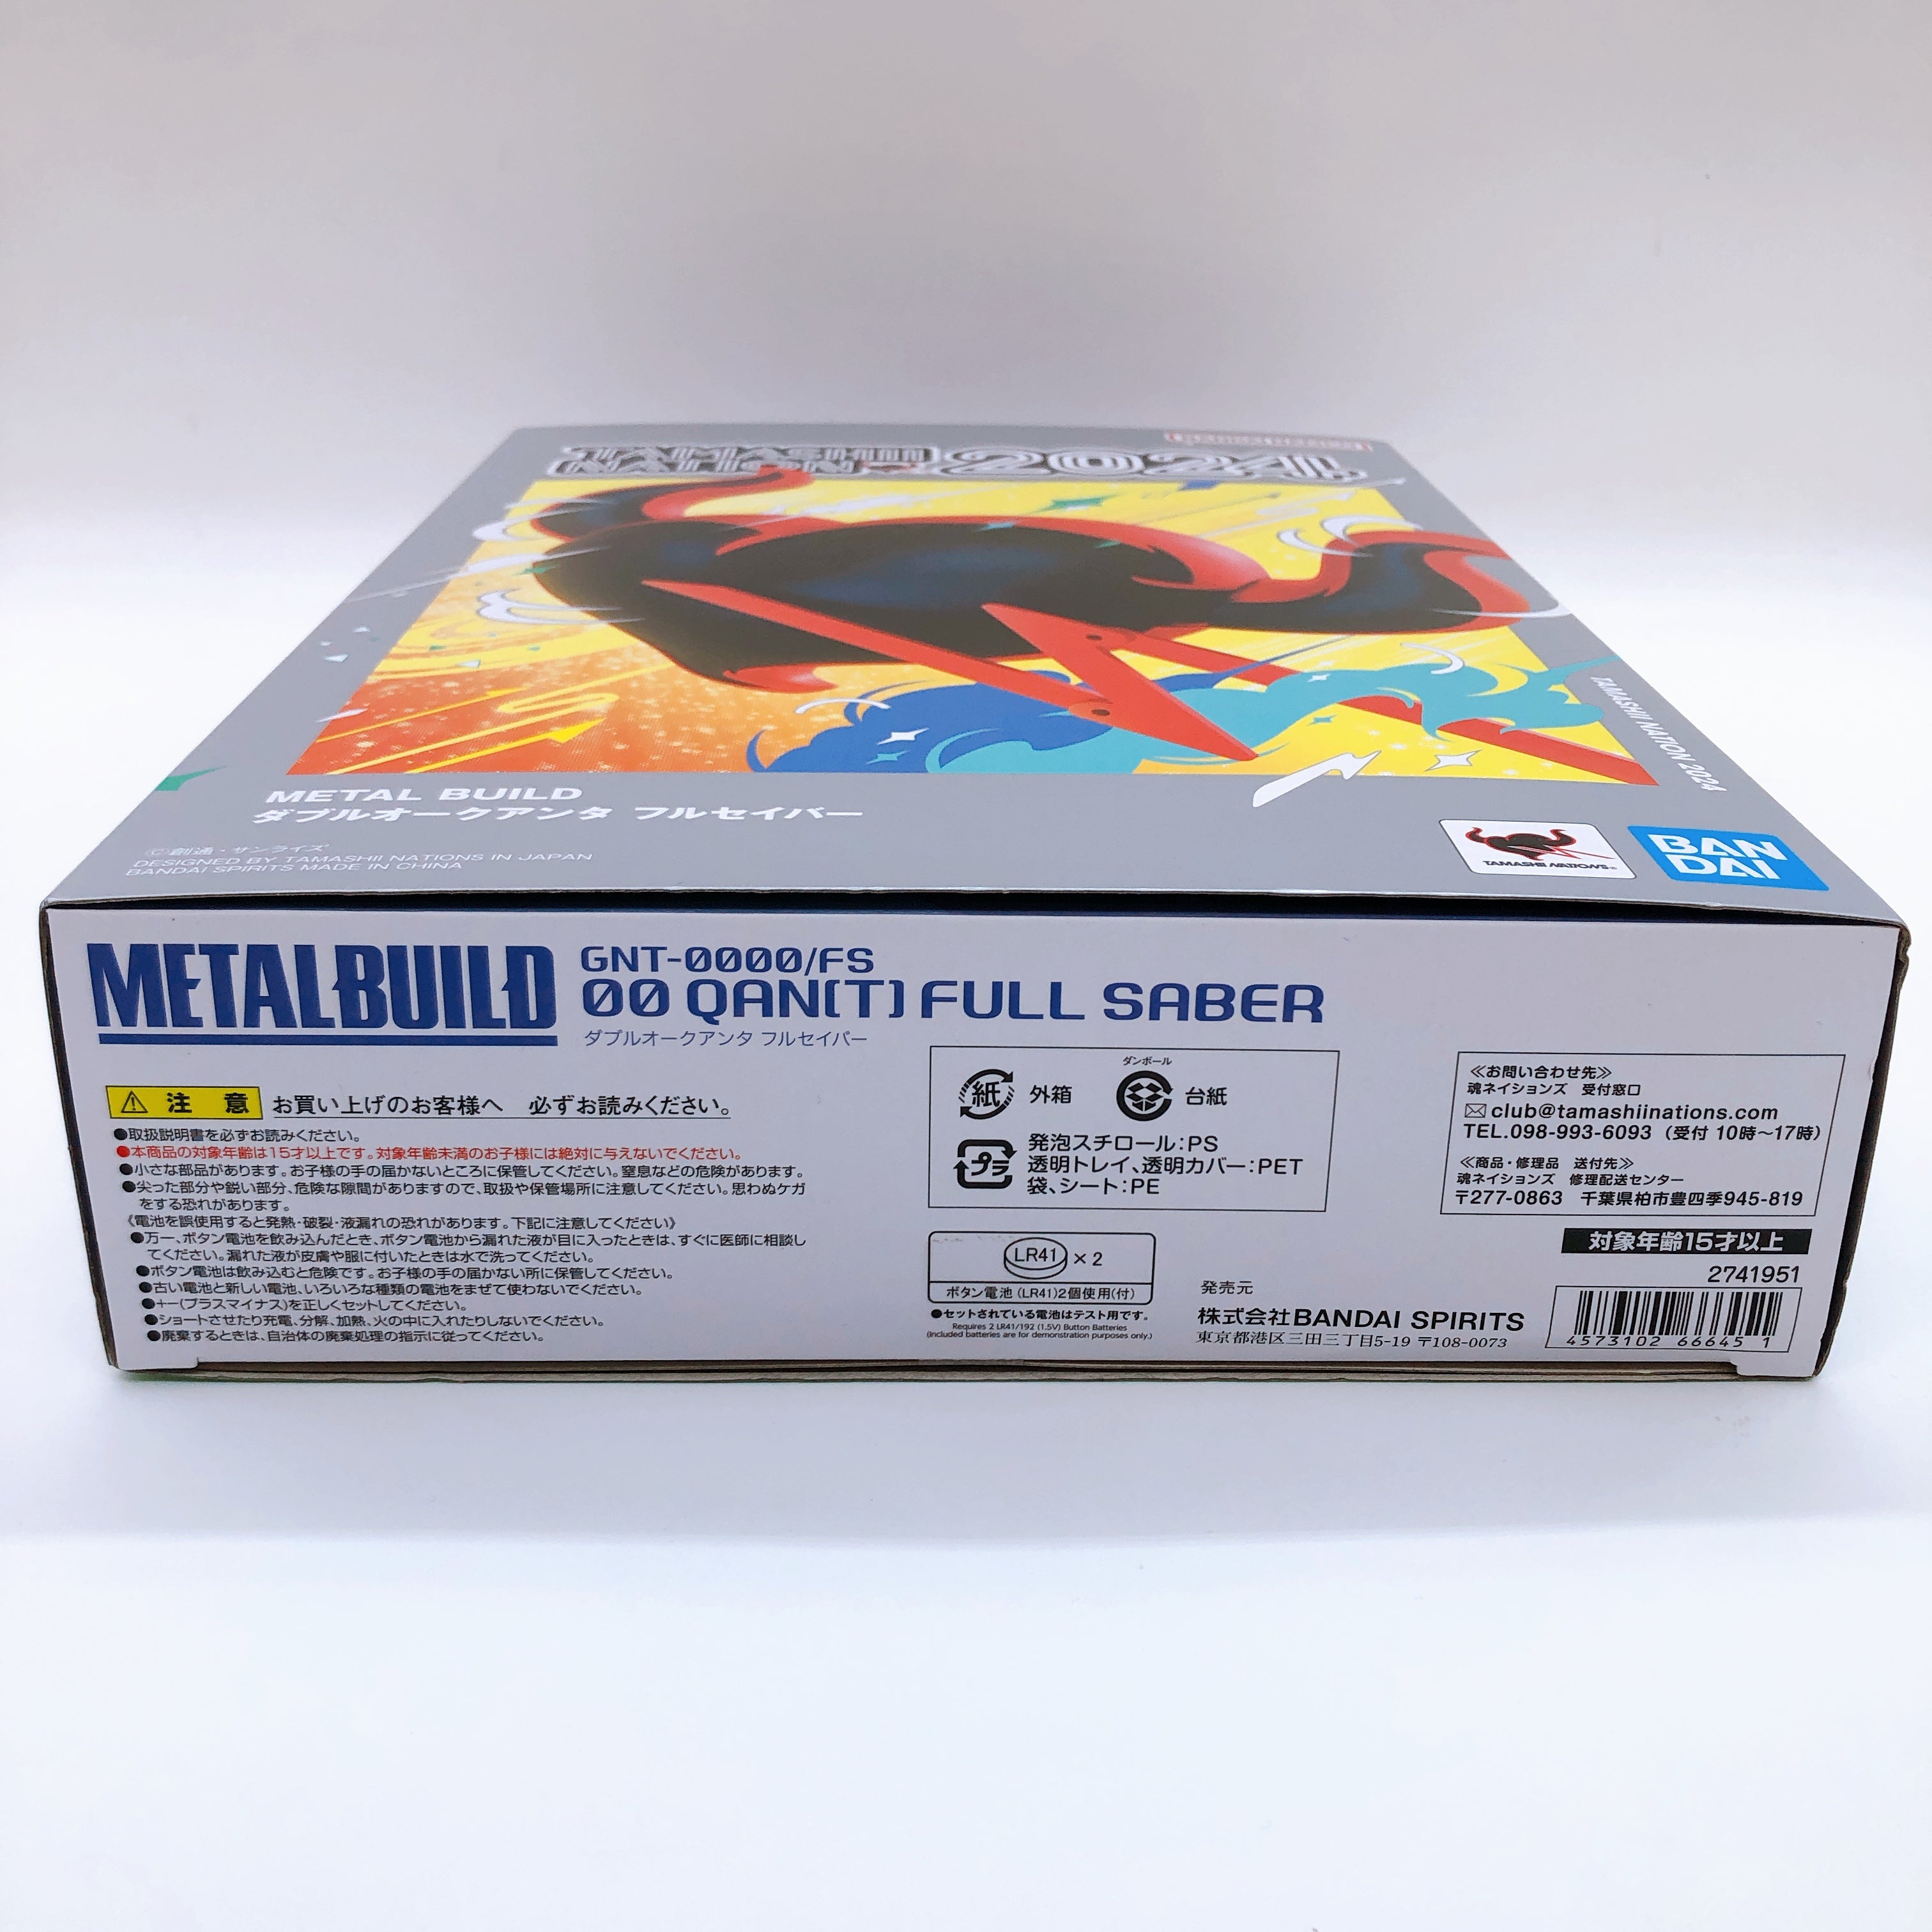 TAMASHII
NATION 2024
TAMASHII NATION 2024
METAL BUILD
ダブルオークアンタ フルセイバー
©創通・サンライズ
DESIGNED BY TAMASHII NATIONS IN JAPAN
BANDAI SPIRITS MADE IN CHINA
TAMASHII NATIONS
BAN
DAI
METAL BUILD
GNT-0000/FS
00 QAN[T] FULL SABER
ダブルオークアンタ フルセイバー
注 意 お買い上げのお客様へ 必ずお読みください。
●取扱説明書を必ずお読みください。
●本商品の対象年齢は15才以上です。対象年齢未満のお子様には絶対に与えないでください。
●小さな部品があります。お子様の手の届かないところに保管してください。窒息などの危険があります。
●尖った部分や鋭い部分、危険な隙間がありますので、取扱や保管場所に注意してください。思わぬケガ
をする恐れがあります。
《電池を誤使用すると発熱・破裂・液漏れの恐れがあります。下記に注意してください》
●万一、ボタン電池を飲み込んだとき、ボタン電池から漏れた液が目に入ったときは、すぐに医師に相談し
てください。漏れた液が皮膚や服に付いたときは水で洗ってください。
●ボタン電池は飲み込むと危険です。お子様の手の届かない所に保管してください。
●古い電池と新しい電池、いろいろな種類の電池をまぜて使わないでください。
●+−(プラスマイナス)を正しくセットしてください。
●ショートさせたり充電、分解、加熱、火の中に入れたりしないでください。
●廃棄するときは、自治体の廃棄処理の指示に従ってください。
紙 外箱
ダンボール
台紙
プラ
発泡スチロール:PS
透明トレイ、透明カバー:PET
袋、シート:PE
LR41 ×2
ボタン電池(LR41)2個使用(付)
●セットされている電池はテスト用です。
Requires 2 LR41/192 (1.5V) Button Batteries
(Included batteries are for demonstration purposes only.)
発売元
株式会社BANDAI SPIRITS
東京都港区三田三丁目5-19 〒108-0073
≪お問い合わせ先≫
魂ネイションズ 受付窓口
club@tamashiinations.com
TEL.098-993-6093 (受付 10時〜17時)
≪商品・修理品 送付先≫
魂ネイションズ 修理配送センター
〒277-0863 千葉県柏市豊四季945-819
対象年齢15才以上
2741951
4573102 66645 1